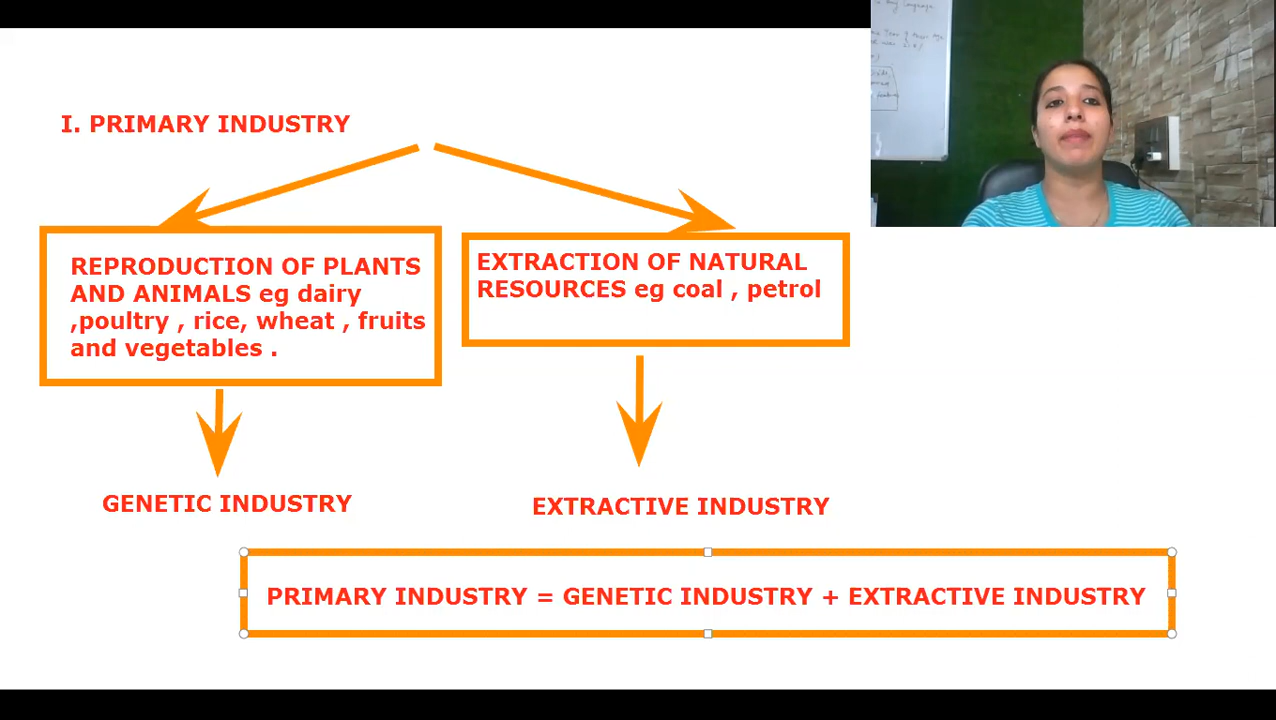 I. PRIMARY INDUSTRY
REPRODUCTION OF PLANTS
AND ANIMALS eg dairy
,poultry , rice, wheat , fruits
and vegetables .
EXTRACTION OF NATURAL
RESOURCES eg coal , petrol
GENETIC INDUSTRY
EXTRACTIVE INDUSTRY
PRIMARY INDUSTRY = GENETIC INDUSTRY + EXTRACTIVE INDUSTRY
language